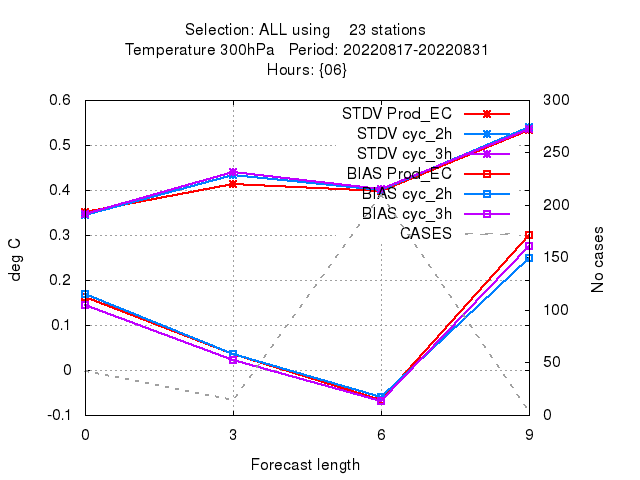 Selection: ALL using 23 stations
Temperature 300hPa Period: 20220817-20220831
Hours: {06}
0.6
0.5
0.4
0.3
0.2
0.1
0
-0.1
deg C
300
250
200
150
100
50
0
No cases
STDV Prod_EC
STDV cyc_2h
STDV cyc_3h
BIAS Prod_EC
BIAS cyc_2h
BIAS cyc_3h
CASES
0 3 6 9
Forecast length